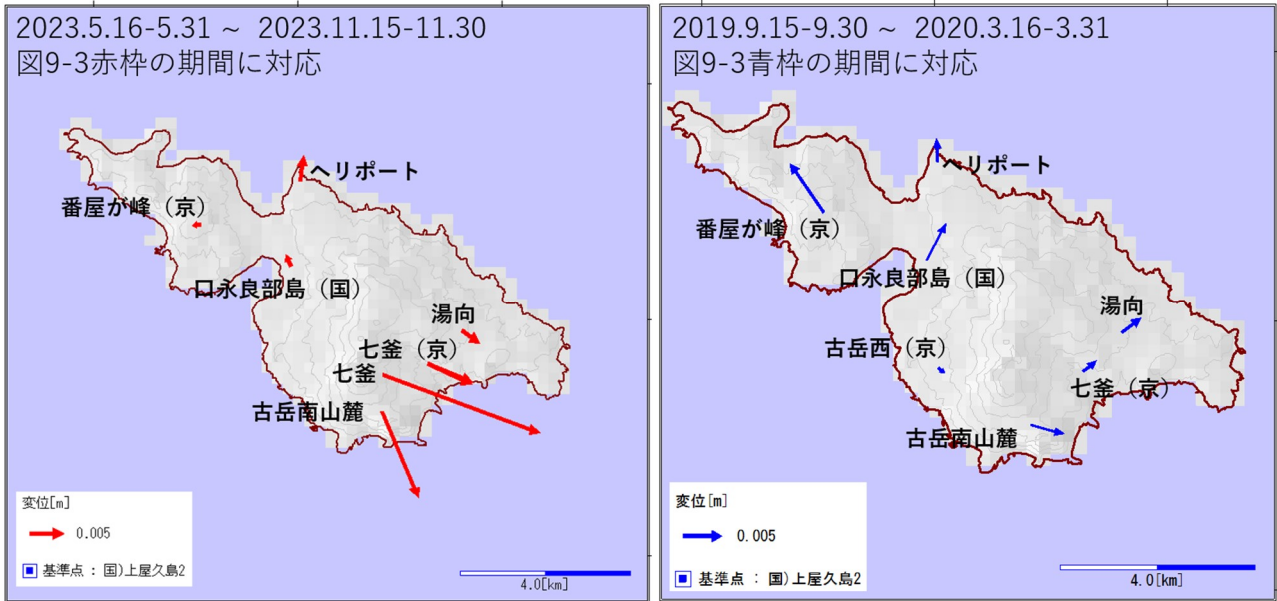 2023.5.16-5.31 ~ 2023.11.15-11.30
図9-3赤枠の期間に対応
ヘリポート
番屋が峰（京）
口永良部島（国）
湯向
七釜（京）
七釜
古岳南山麓
変位[m]
0.005
基準点 : 国)上屋久島2
4.0[km]
2019.9.15-9.30 ~ 2020.3.16-3.31
図9-3青枠の期間に対応
ヘリポート
番屋が峰（京）
口永良部島（国）
湯向
古岳西（京）
七釜（京）
古岳南山麓
変位[m]
0.005
基準点 : 国)上屋久島2
4.0[km]